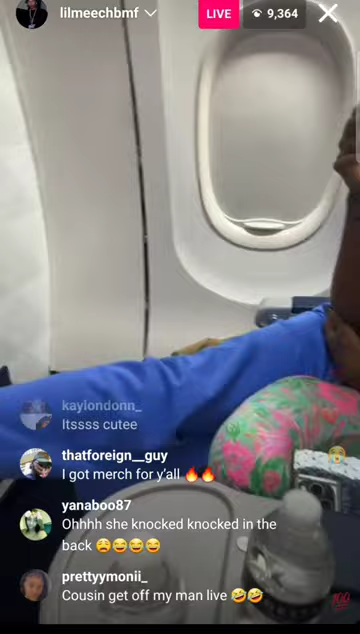 lilmeechbmf
LIVE
9,364
kaylondonn_
Itssss cutee
thatforeign__guy
I got merch for y'all 🔥🔥
yanaboo87
Ohhhh she knocked knocked in the
back 😩😂😂😂
prettyymonii_
Cousin get off my man live 🤣🤣
💯